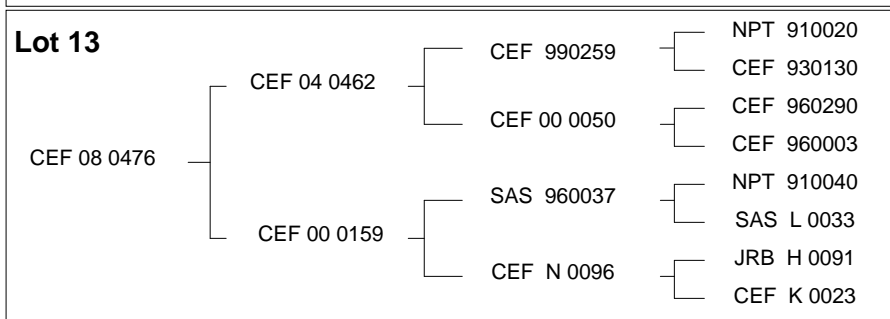 Lot 13
CEF 08 0476
CEF 04 0462
CEF 00 0159
CEF 990259
CEF 00 0050
SAS 960037
CEF N 0096
NPT 910020
CEF 930130
CEF 960290
CEF 960003
NPT 910040
SAS L 0033
JRB H 0091
CEF K 0023